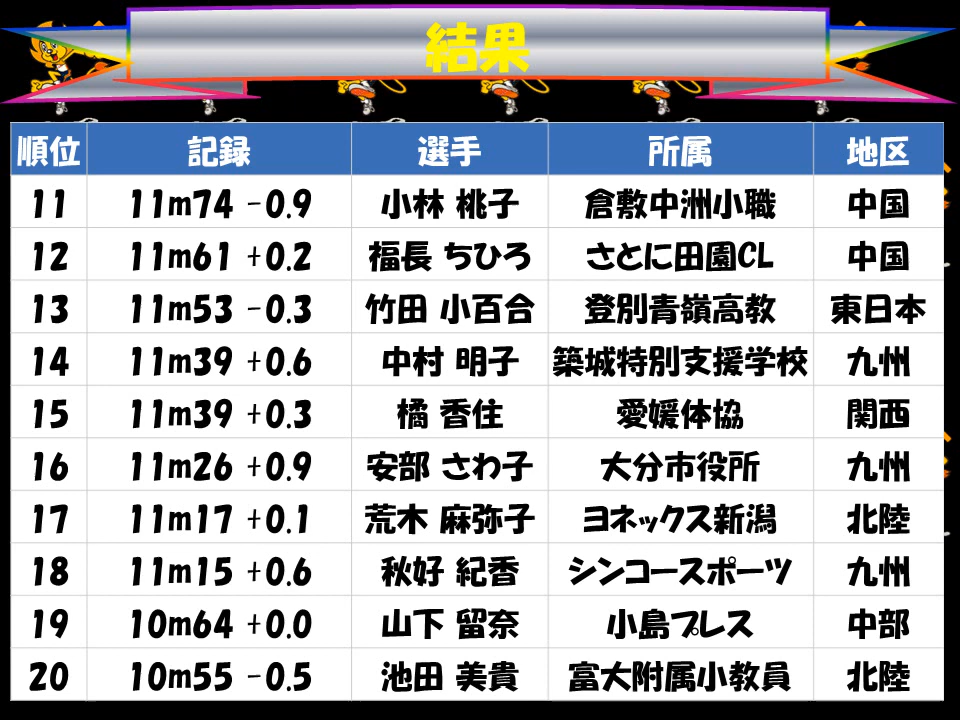 結果
順位 記録 選手 所属 地区
11 11m74 -0.9 小林 桃子 倉敷中洲小職 中国
12 11m61 +0.2 福長 ちひろ さとに田園CL 中国
13 11m53 -0.3 竹田 小百合 登別青嶺高教 東日本
14 11m39 +0.6 中村 明子 築城特別支援学校 九州
15 11m39 +0.3 橘 香住 愛媛体協 関西
16 11m26 +0.9 安部 さわ子 大分市役所 九州
17 11m17 +0.1 荒木 麻弥子 ヨネックス新潟 北陸
18 11m15 +0.6 秋好 紀香 シンコースポーツ 九州
19 10m64 +0.0 山下 留奈 小島プレス 中部
20 10m55 -0.5 池田 美貴 富大附属小教員 北陸